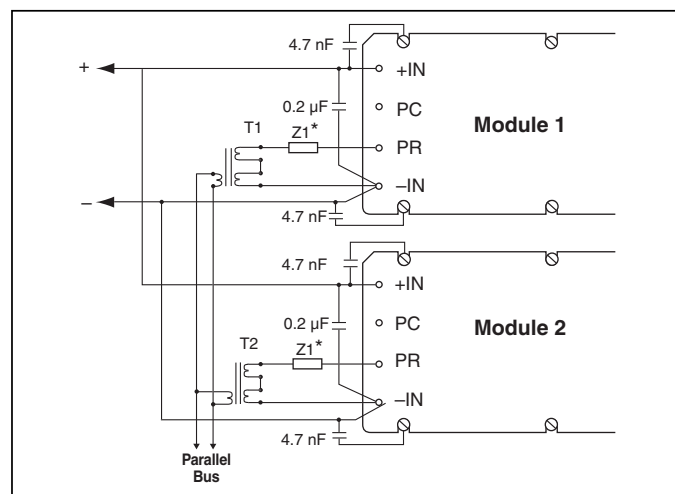 4.7 nF
+
+IN
0.2 µF
PC
Module 1
T1
Z1*
PR
–
–IN
4.7 nF
4.7 nF
+IN
0.2 µF
PC
Module 2
T2
Z1*
PR
–IN
4.7 nF
Parallel
Bus